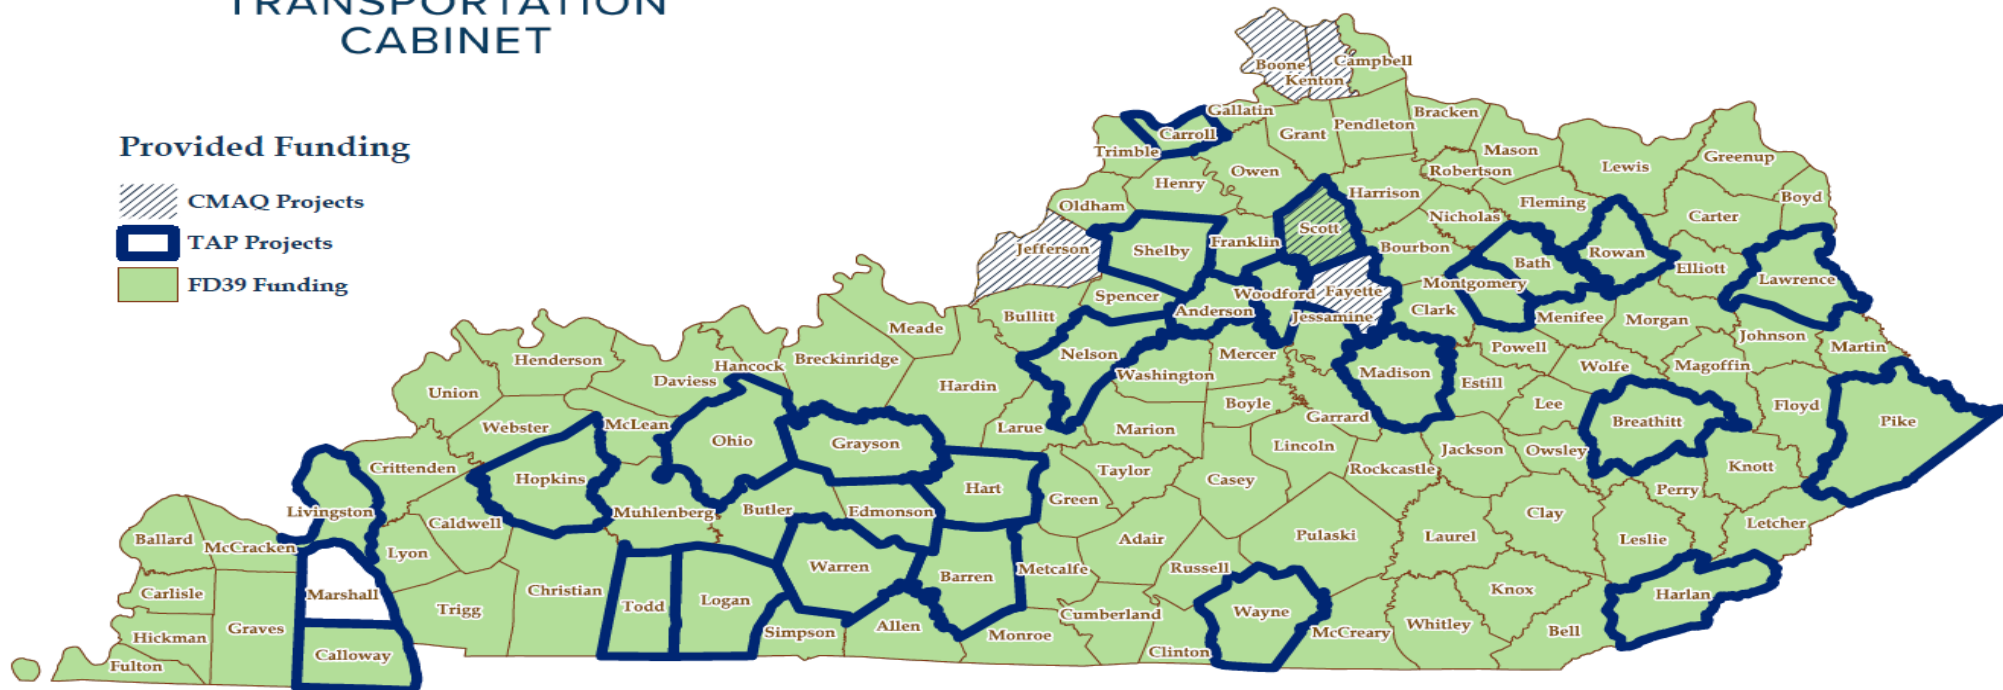 TRANSPORTATION
CABINET
Provided Funding
CMAQ Projects
TAP Projects
FD39 Funding
Boone
Campbell
Kenton
Gallatin
Carroll
Grant
Pendleton
Bracken
Trimble
Owen
Mason
Robertson
Lewis
Greenup
Henry
Harrison
Oldham
Fleming
Boyd
Nicholas
Carter
Jefferson
Shelby
Franklin
Scott
Bourbon
Bath
Rowan
Elliott
Lawrence
Spencer
Anderson
Woodford
Fayette
Montgomery
Bullitt
Jessamine
Clark
Menifee
Morgan
Johnson
Martin
Meade
Henderson
Hancock
Breckinridge
Nelson
Mercer
Powell
Wolfe
Magoffin
Union
Daviess
Hardin
Washington
Madison
Estill
Lee
Floyd
Boyle
Garrard
Webster
McLean
Ohio
Grayson
Larue
Marion
Lincoln
Breathitt
Pike
Crittenden
Hopkins
Hart
Taylor
Casey
Rockcastle
Jackson
Owsley
Knott
Livingston
Caldwell
Muhlenberg
Butler
Edmonson
Green
Perry
Clay
Letcher
Ballard
McCracken
Lyon
Adair
Pulaski
Laurel
Leslie
Carlisle
Marshall
Christian
Todd
Logan
Warren
Barren
Metcalfe
Russell
Knox
Harlan
Trigg
Hickman
Graves
Simpson
Allen
Monroe
Cumberland
Wayne
McCreary
Whitley
Bell
Fulton
Calloway
Clinton